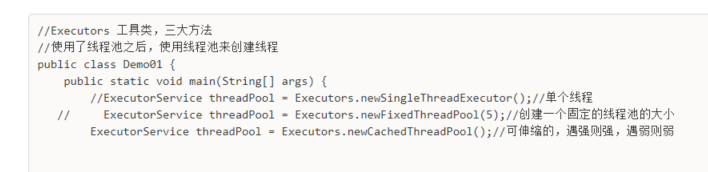 //Executors 工具类，三大方法
//使用了线程池之后，使用线程池来创建线程
public class Demo01 {
    public static void main(String[] args) {
        //ExecutorService threadPool = Executors.newSingleThreadExecutor();//单个线程
   //     ExecutorService threadPool = Executors.newFixedThreadPool(5);//创建一个固定的线程池的大小
        ExecutorService threadPool = Executors.newCachedThreadPool();//可伸缩的，遇强则强，遇弱则弱